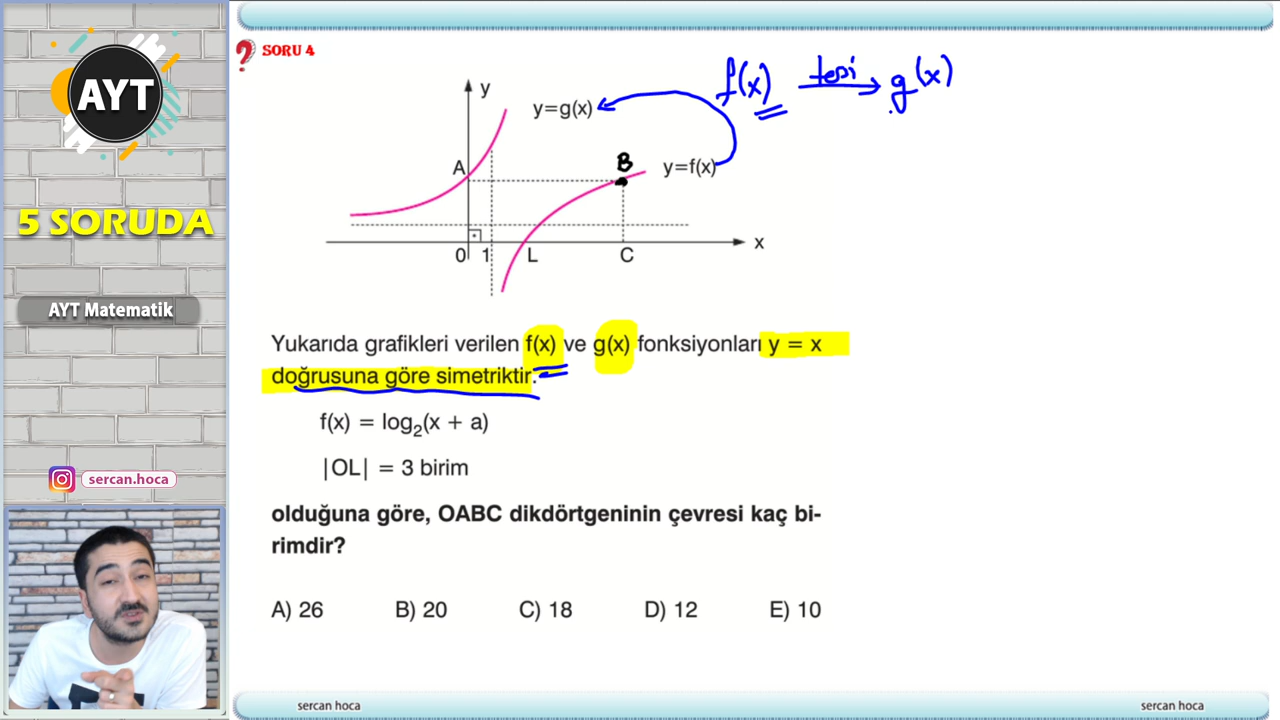 AYT
5 SORUDA
AYT Matematik
sercan.hoca
? SORU 4
f(x) tersi → g(x)
y
y=g(x)
A
B
y=f(x)
0 1 L C x
Yukarıda grafikleri verilen f(x) ve g(x) fonksiyonları y = x
doğrusuna göre simetriktir.
f(x) = log₂(x + a)
|OL| = 3 birim
olduğuna göre, OABC dikdörtgeninin çevresi kaç bi-
rimdir?
A) 26 B) 20 C) 18 D) 12 E) 10
sercan hoca
sercan hoca